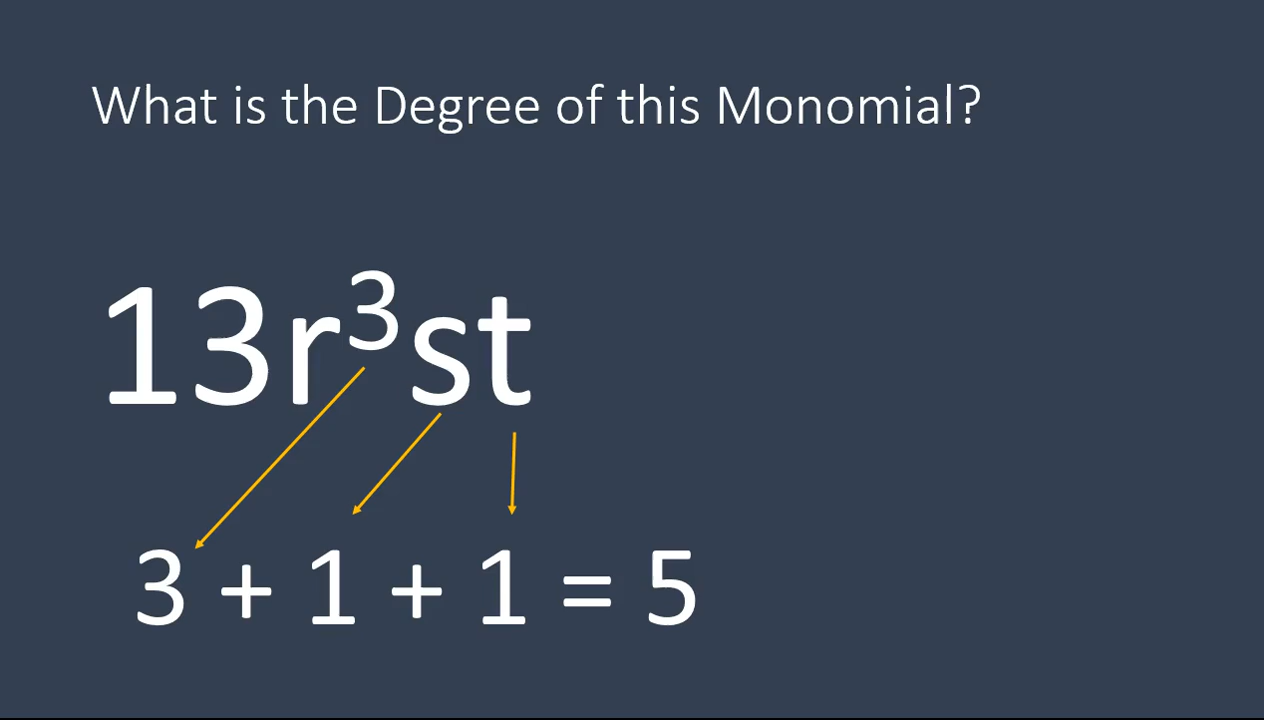 What is the Degree of this Monomial?
13r³st
3 + 1 + 1 = 5